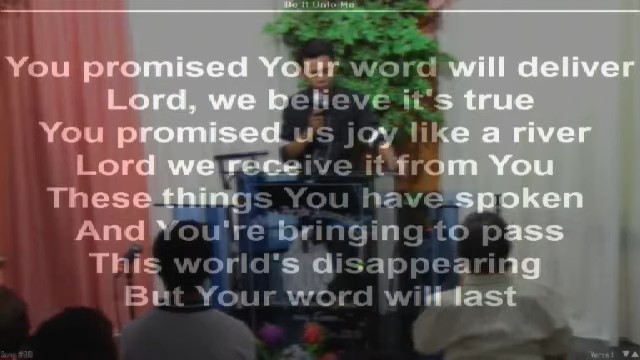 Be It Unto Me
You promised Your word will deliver
Lord, we believe it's true
You promised us joy like a river
Lord we receive it from You
These things You have spoken
And You're bringing to pass
This world's disappearing
But Your word will last
Verse 1